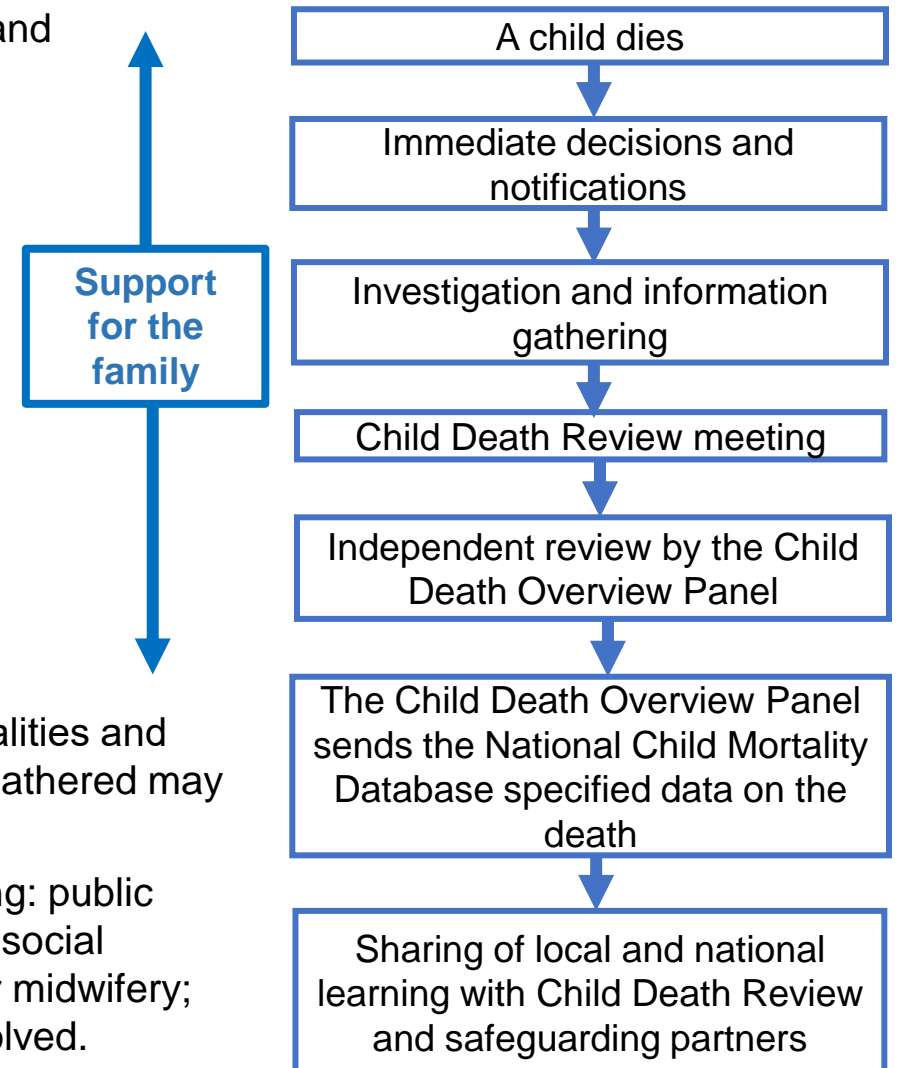 and
A child dies
Immediate decisions and
notifications
Support
for the
family
Investigation and information
gathering
Child Death Review meeting
Independent review by the Child
Death Overview Panel
The Child Death Overview Panel
sends the National Child Mortality
Database specified data on the
death
alities and
athered may
ng: public
social
midwifery;
olved.
Sharing of local and national
learning with Child Death Review
and safeguarding partners